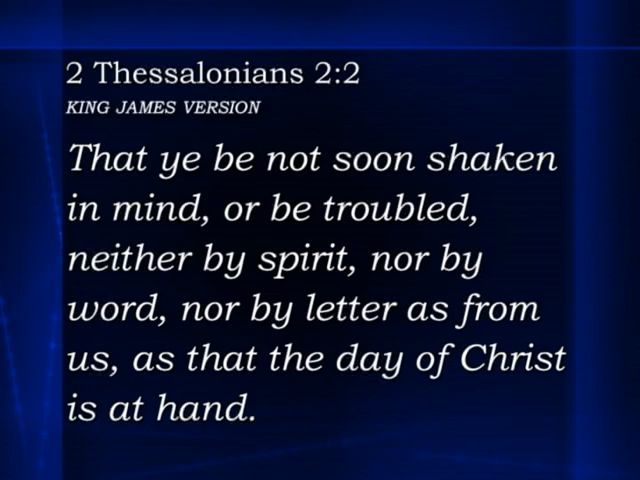 2 Thessalonians 2:2
KING JAMES VERSION
That ye be not soon shaken
in mind, or be troubled,
neither by spirit, nor by
word, nor by letter as from
us, as that the day of Christ
is at hand.